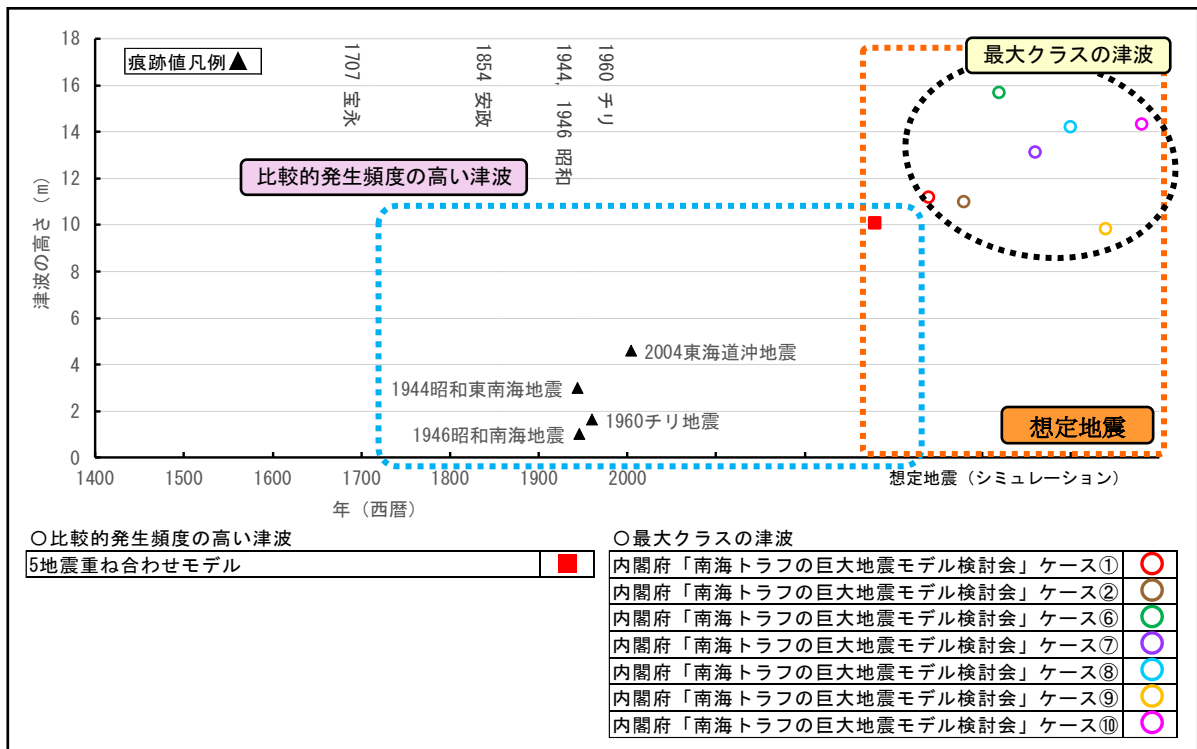 18
16
14
12
10
8
6
4
2
0
津波の高さ（m）
痕跡値凡例▲
1707 宝永
1854 安政
1944, 1946 昭和
1960 チリ
最大クラスの津波
比較的発生頻度の高い津波
2004東海道沖地震
1944昭和東南海地震
1960チリ地震
1946昭和南海地震
想定地震
1400 1500 1600 1700 1800 1900 2000
想定地震（シミュレーション）
年（西暦）
○比較的発生頻度の高い津波
5地震重ね合わせモデル
○最大クラスの津波
内閣府「南海トラフの巨大地震モデル検討会」ケース①
内閣府「南海トラフの巨大地震モデル検討会」ケース②
内閣府「南海トラフの巨大地震モデル検討会」ケース⑥
内閣府「南海トラフの巨大地震モデル検討会」ケース⑦
内閣府「南海トラフの巨大地震モデル検討会」ケース⑧
内閣府「南海トラフの巨大地震モデル検討会」ケース⑨
内閣府「南海トラフの巨大地震モデル検討会」ケース⑩